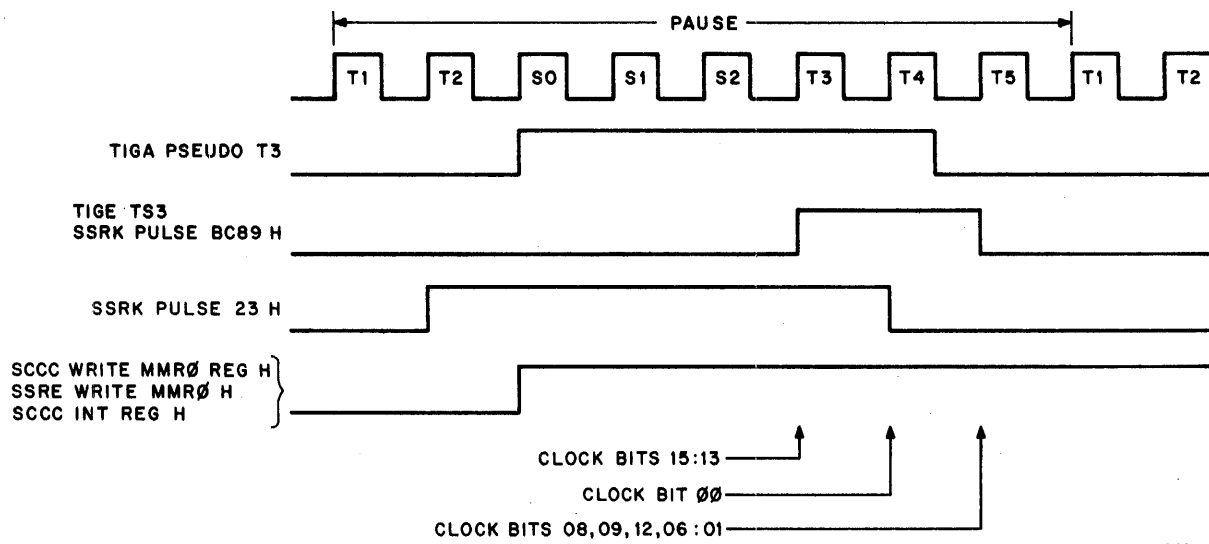 PAUSE
T1 T2 S0 S1 S2 T3 T4 T5 T1 T2
TIGA PSEUDO T3
TIGE TS3
SSRK PULSE BC89 H
SSRK PULSE 23 H
SCCC WRITE MMRØ REG H
SSRE WRITE MMRØ H
SCCC INT REG H
CLOCK BITS 15:13
CLOCK BIT ØØ
CLOCK BITS 08,09,12,06:01